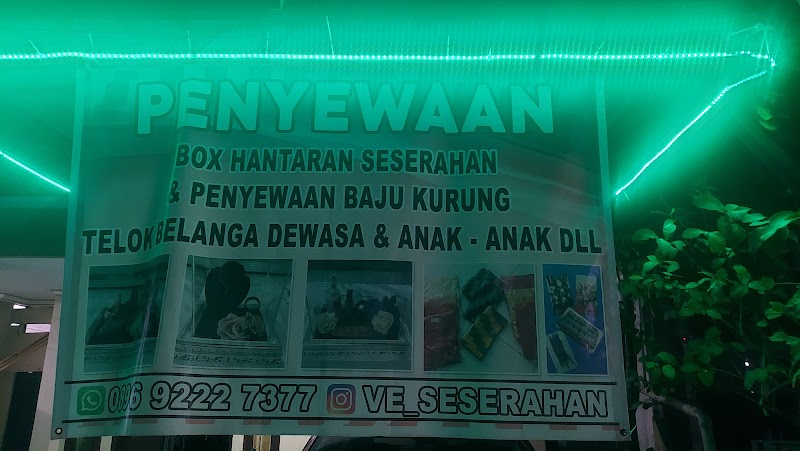 PENYEWAAN
BOX HANTARAN SESERAHAN
& PENYEWAAN BAJU KURUNG
TELOK BELANGA DEWASA & ANAK - ANAK DLL
9222 7377 VE_SESERAHAN